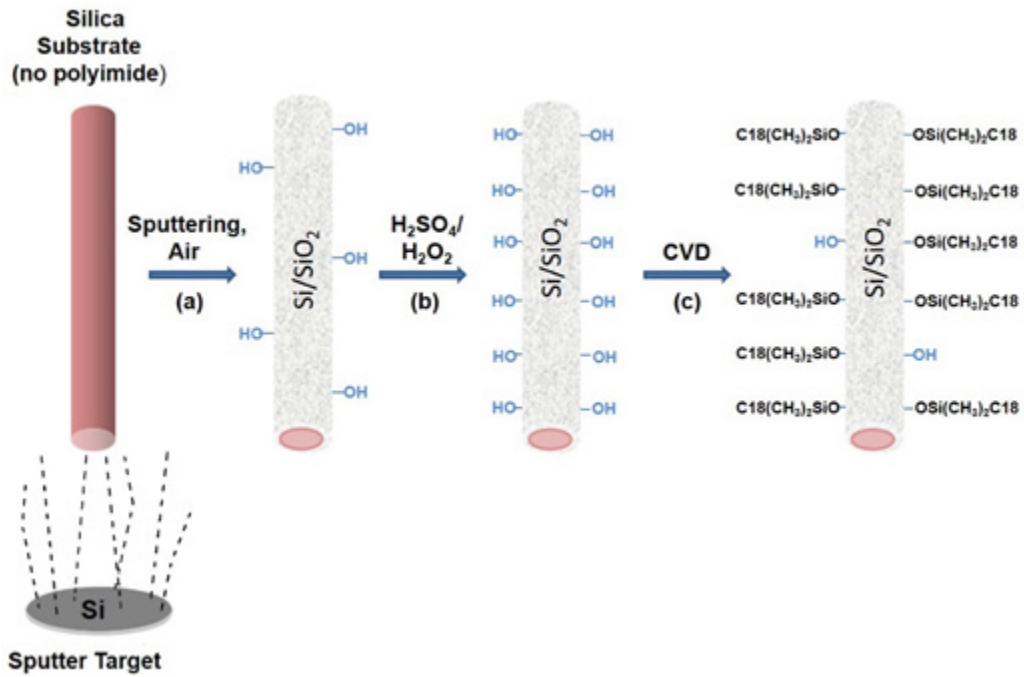 Silica
Substrate
(no polyimide)
Sputtering,
Air
(a)
HO
HO
OH
OH
OH
Si/SiO₂
H₂SO₄/
H₂O₂
(b)
HO
OH
HO
OH
HO
OH
HO
OH
HO
OH
HO
OH
Si/SiO₂
CVD
(c)
C18(CH₃)₂SiO
OSi(CH₃)₂C18
C18(CH₃)₂SiO
OSi(CH₃)₂C18
HO
OSi(CH₃)₂C18
C18(CH₃)₂SiO
OSi(CH₃)₂C18
C18(CH₃)₂SiO
OH
C18(CH₃)₂SiO
OSi(CH₃)₂C18
Si/SiO₂
Si
Sputter Target